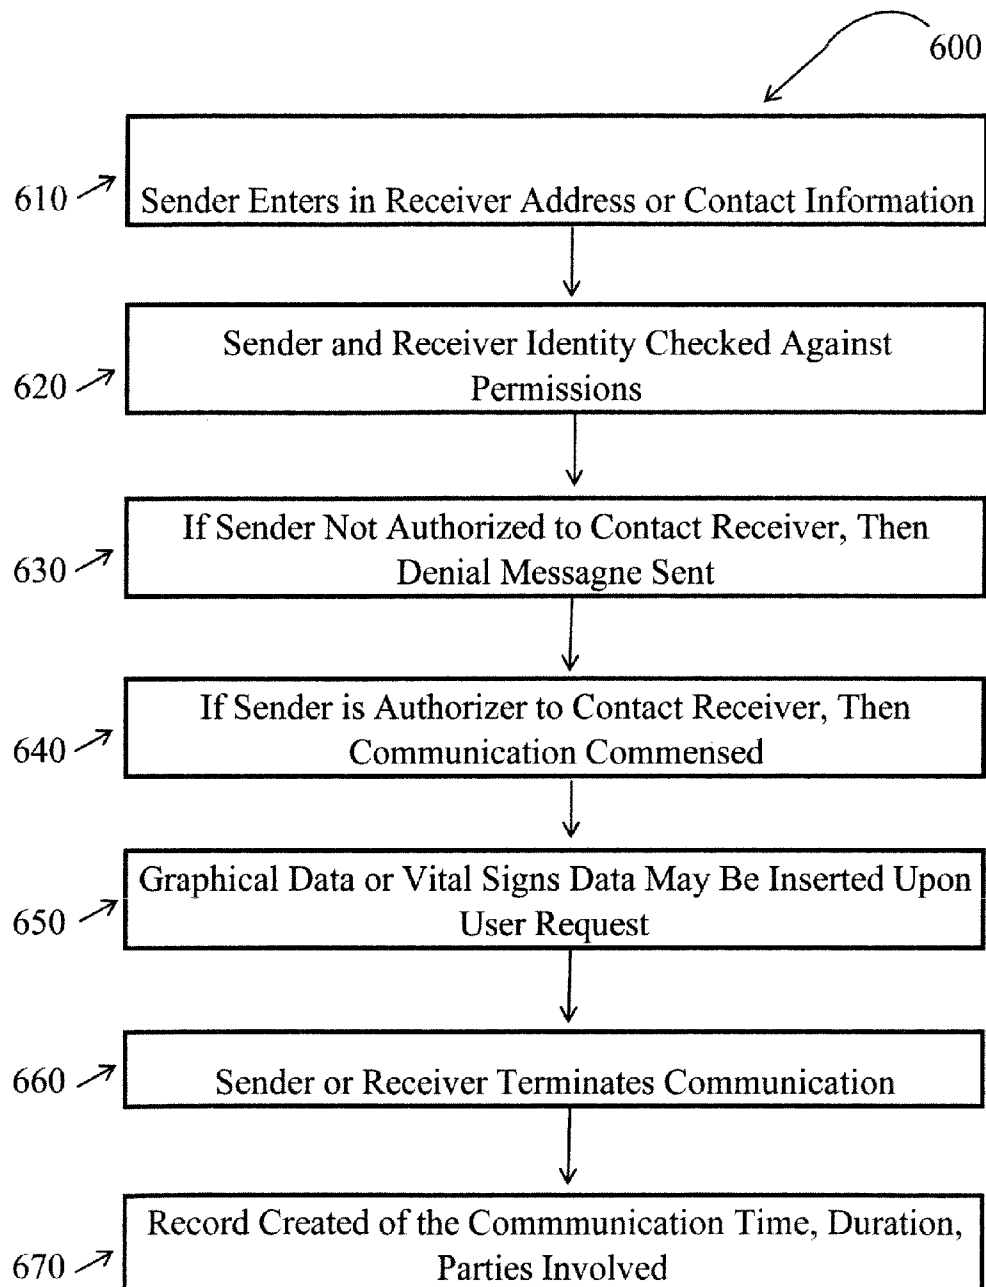 600
610
Sender Enters in Receiver Address or Contact Information
620
Sender and Receiver Identity Checked Against
Permissions
630
If Sender Not Authorized to Contact Receiver, Then
Denial Messagne Sent
640
If Sender is Authorizer to Contact Receiver, Then
Communication Commensed
650
Graphical Data or Vital Signs Data May Be Inserted Upon
User Request
660
Sender or Receiver Terminates Communication
670
Record Created of the Commmunication Time, Duration,
Parties Involved